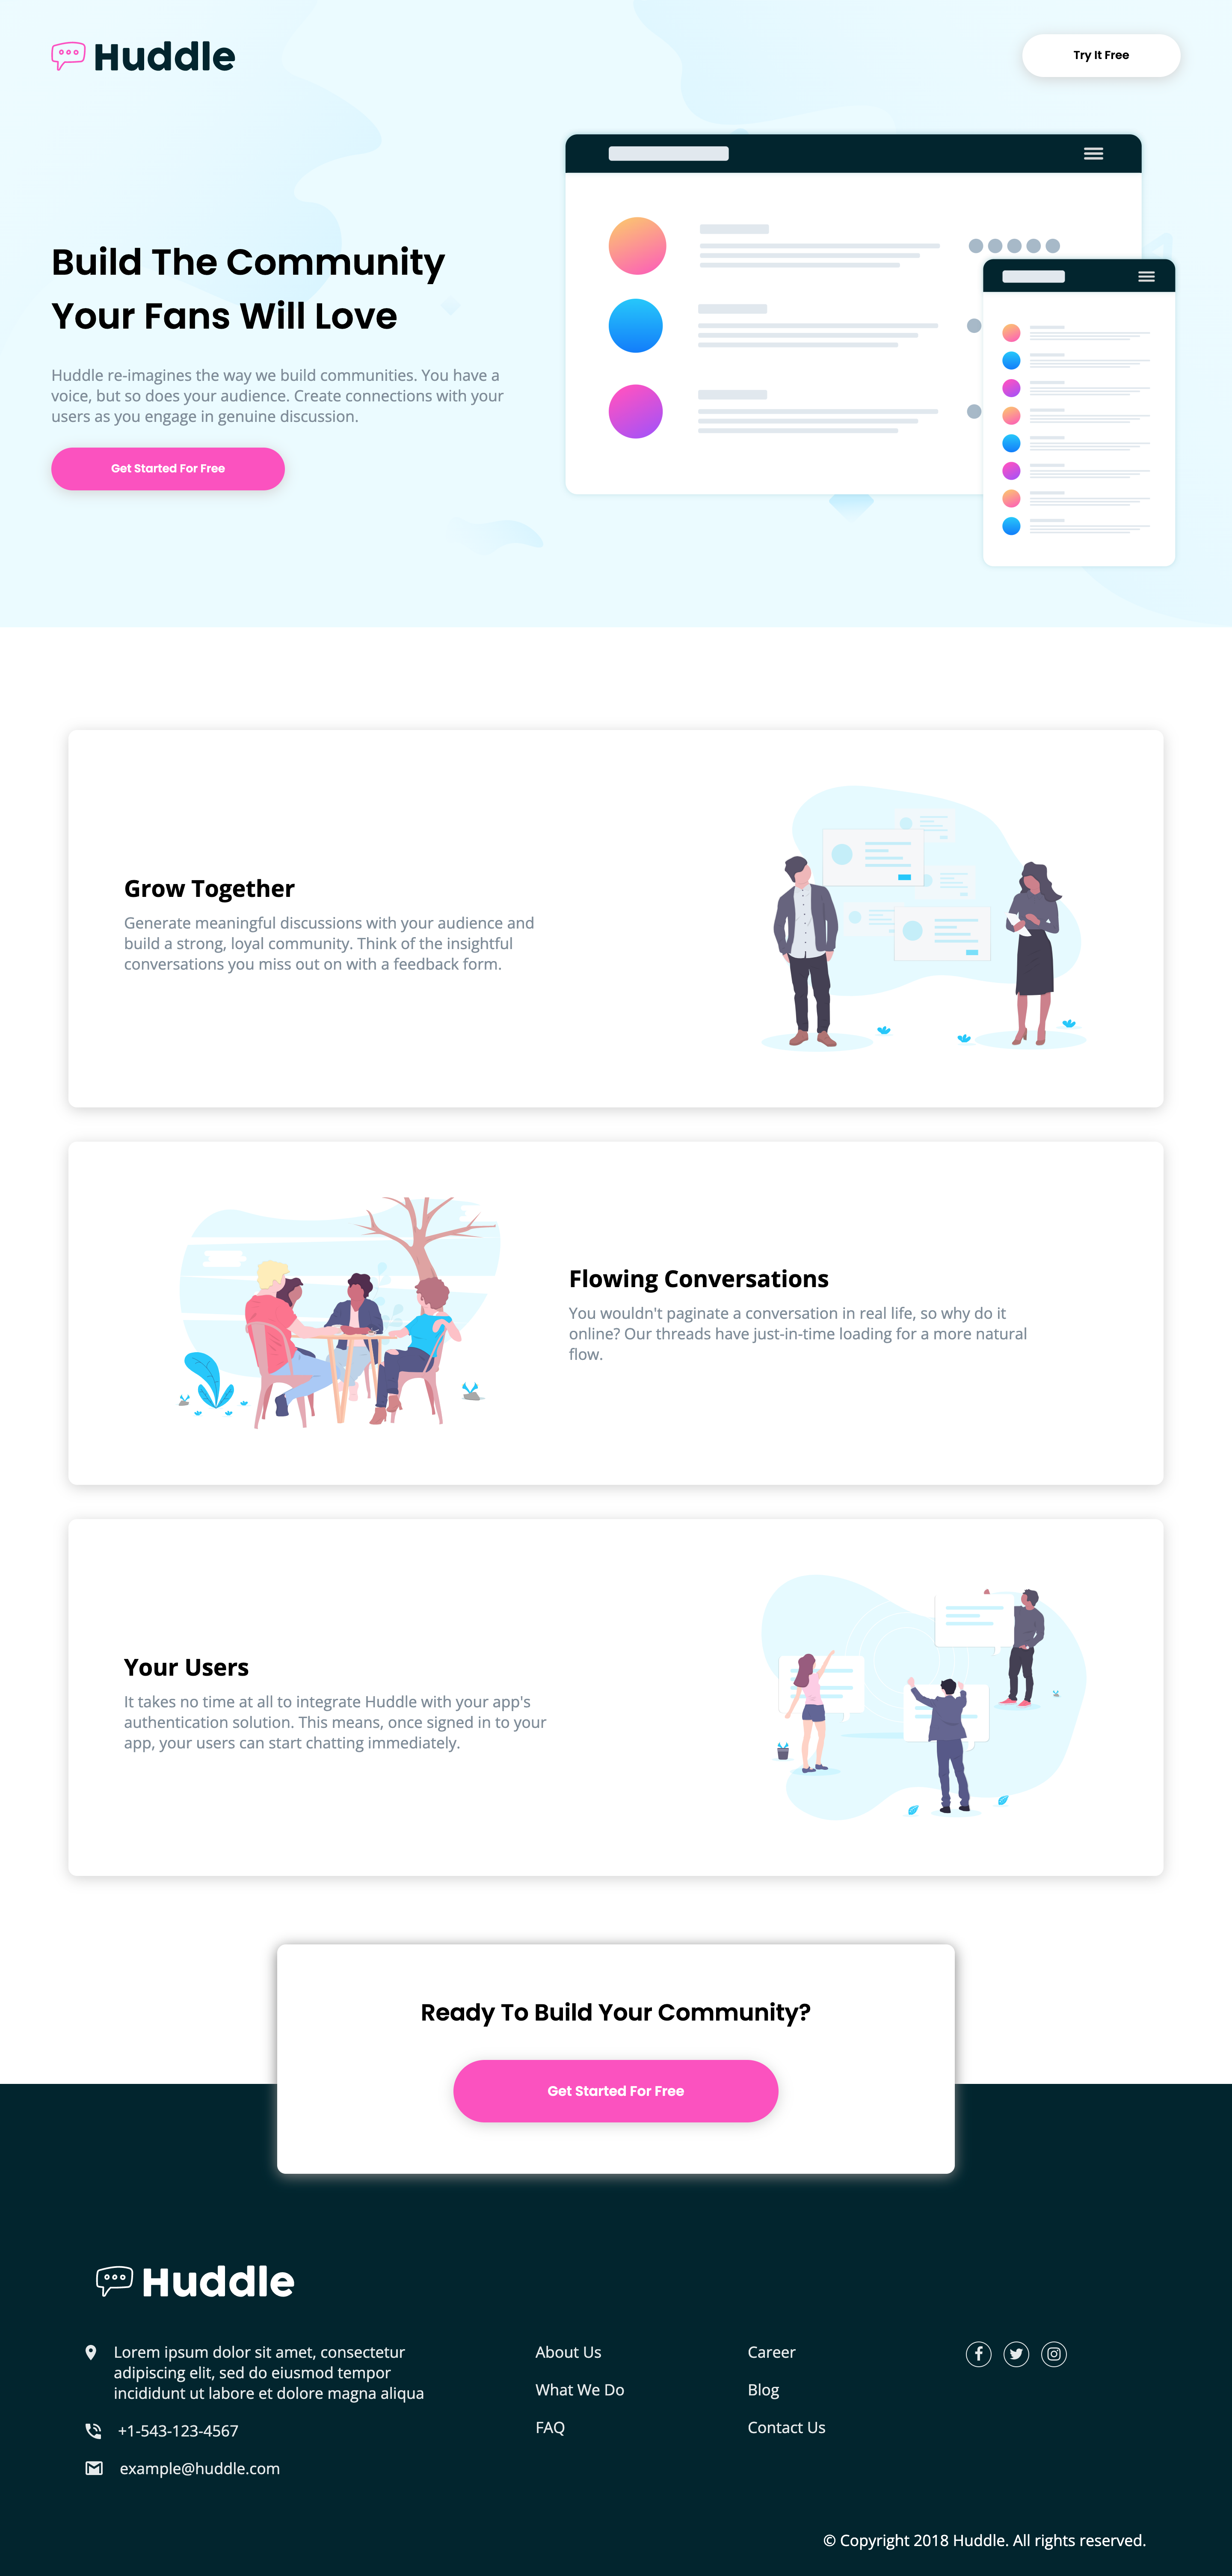 Huddle
Try It Free
Build The Community
Your Fans Will Love
Huddle re-imagines the way we build communities. You have a
voice, but so does your audience. Create connections with your
users as you engage in genuine discussion.
Get Started For Free
Grow Together
Generate meaningful discussions with your audience and
build a strong, loyal community. Think of the insightful
conversations you miss out on with a feedback form.
Flowing Conversations
You wouldn't paginate a conversation in real life, so why do it
online? Our threads have just-in-time loading for a more natural
flow.
Your Users
It takes no time at all to integrate Huddle with your app's
authentication solution. This means, once signed in to your
app, your users can start chatting immediately.
Ready To Build Your Community?
Get Started For Free
Huddle
Lorem ipsum dolor sit amet, consectetur
adipiscing elit, sed do eiusmod tempor
incididunt ut labore et dolore magna aliqua
+1-543-123-4567
example@huddle.com
About Us
What We Do
FAQ
Career
Blog
Contact Us
© Copyright 2018 Huddle. All rights reserved.